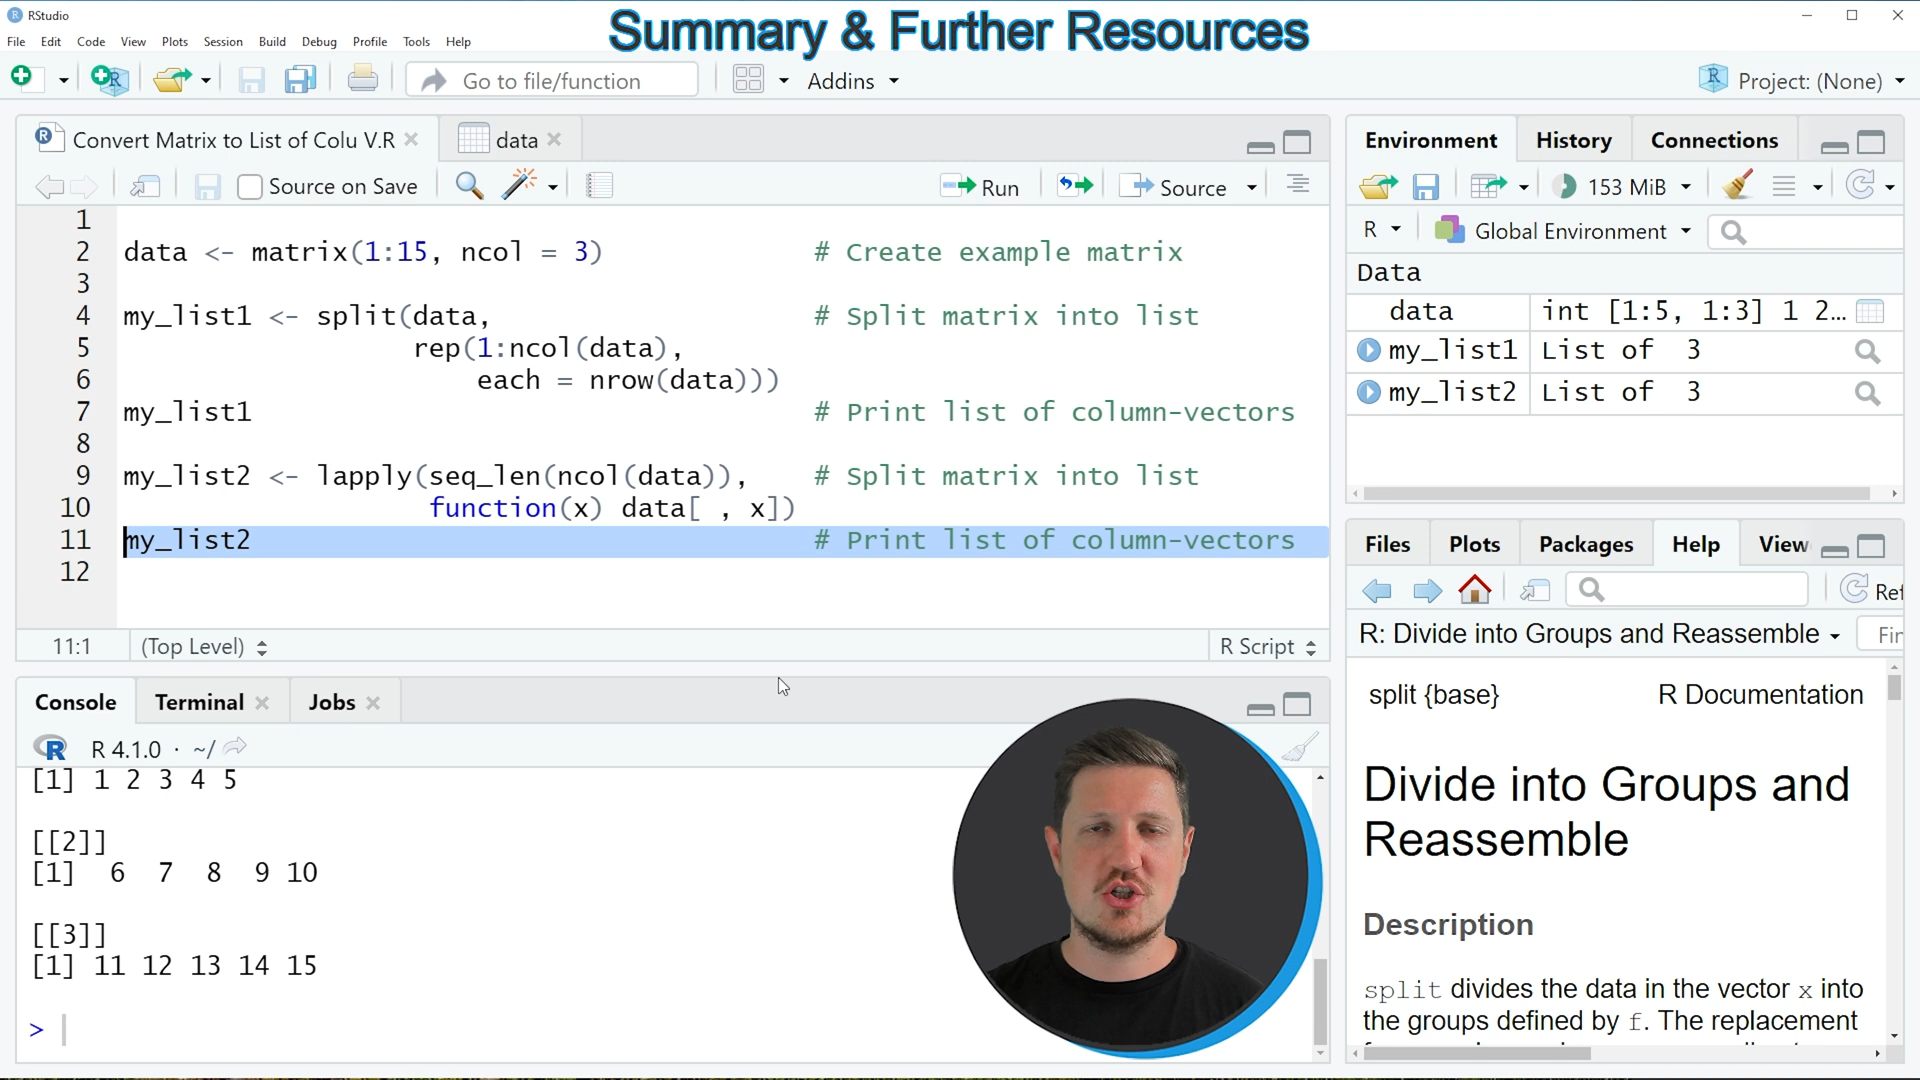 RStudio
Summary & Further Resources
File Edit Code View Plots Session Build Debug Profile Tools Help
Go to file/function
Addins
Project: (None)
Convert Matrix to List of Colu V.R
data
Source on Save
Run
Source
1
2 data <- matrix(1:15, ncol = 3) # Create example matrix
3
4 my_list1 <- split(data, # Split matrix into list
5 rep(1:ncol(data),
6 each = nrow(data)))
7 my_list1 # Print list of column-vectors
8
9 my_list2 <- lapply(seq_len(ncol(data)), # Split matrix into list
10 function(x) data[ , x])
11 my_list2 # Print list of column-vectors
12
11:1 (Top Level) R Script
Console Terminal Jobs
R 4.1.0 · ~/
[1] 1 2 3 4 5
[[2]]
[1] 6 7 8 9 10
[[3]]
[1] 11 12 13 14 15
>
Environment History Connections
153 MiB
R Global Environment
Data
data int [1:5, 1:3] 1 2...
my_list1 List of 3
my_list2 List of 3
Files Plots Packages Help View
Ref
R: Divide into Groups and Reassemble Fin
split {base} R Documentation
Divide into Groups and
Reassemble
Description
split divides the data in the vector x into
the groups defined by f. The replacement